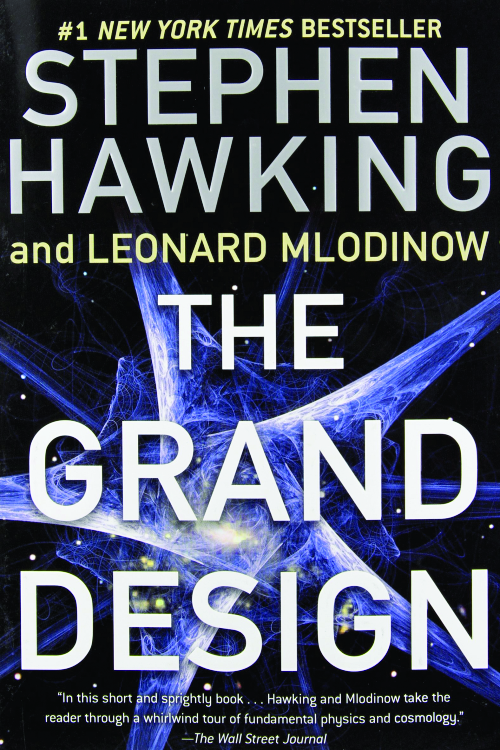 #1 NEW YORK TIMES BESTSELLER
STEPHEN
HAWKING
and LEONARD MLODINOW
THE
GRAND
DESIGN
“In this short and sprightly book . . . Hawking and Mlodinow take the
reader through a whirlwind tour of fundamental physics and cosmology.”
—The Wall Street Journal